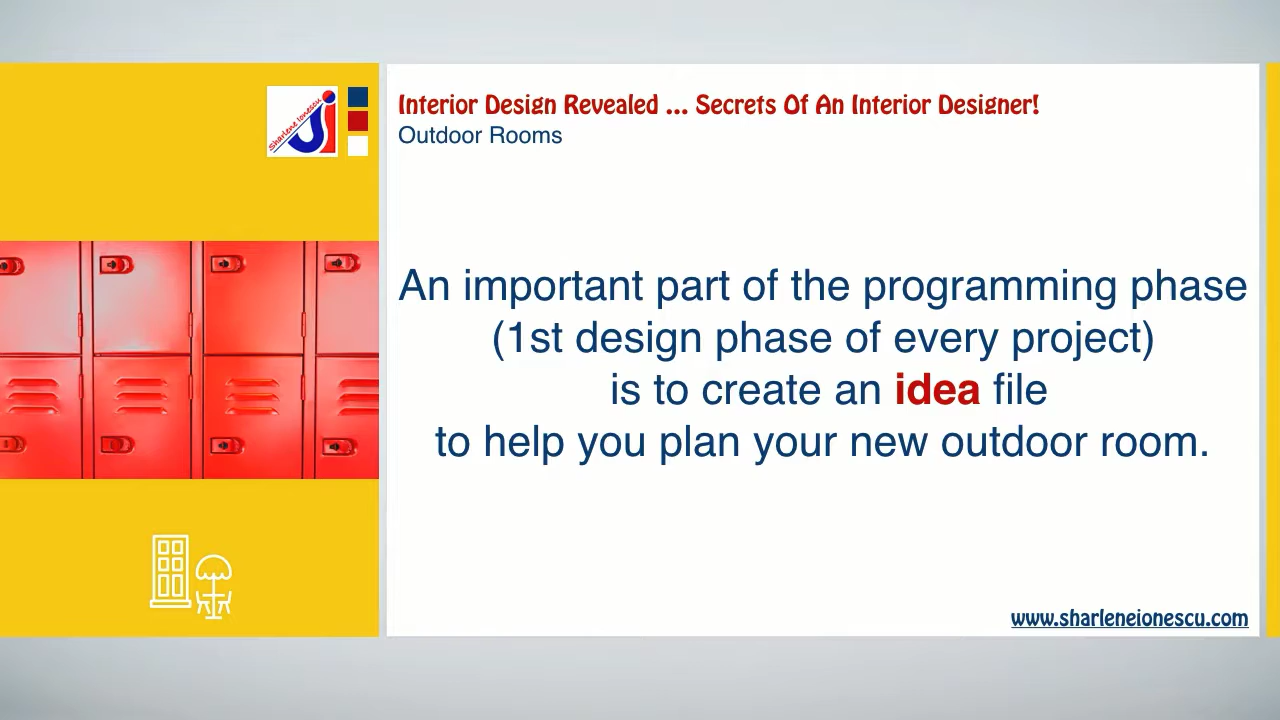 Sharlene Ionescu
Interior Design Revealed ... Secrets Of An Interior Designer!
Outdoor Rooms
An important part of the programming phase
(1st design phase of every project)
is to create an idea file
to help you plan your new outdoor room.
www.sharleneionescu.com